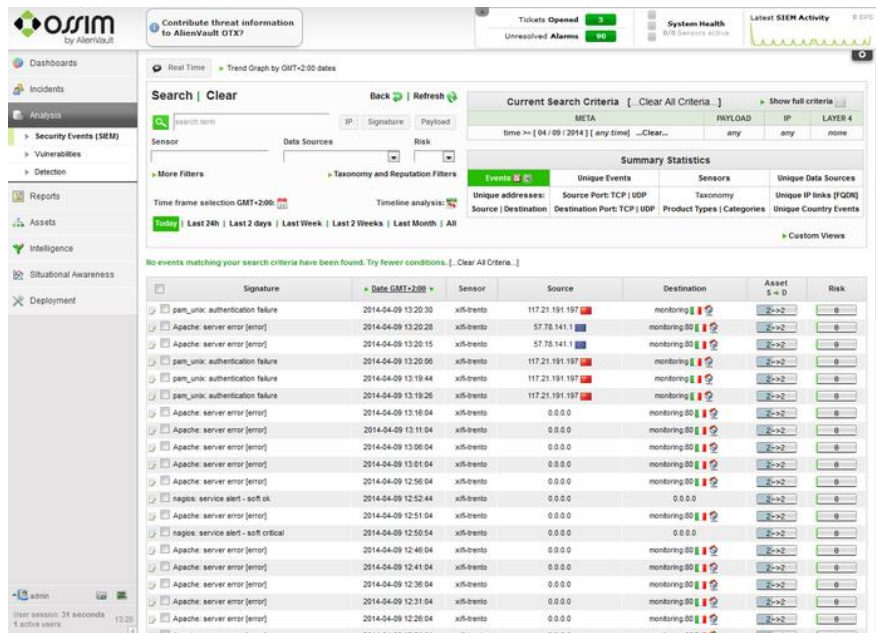 OSSIM
by AlienVault
Contribute threat information
to AlienVault OTX?
Tickets Opened 5
Unresolved Alarms 90
System Health
0/0 Sensors active
Latest SIEM Activity 0 EPS
Dashboards
Incidents
Analysis
Security Events (SIEM)
Vulnerabilities
Detection
Reports
Assets
Intelligence
Situational Awareness
Deployment
admin
User session: 31 seconds
1 active users
13:20
Real Time Trend Graph by GMT+2:00 dates
Search | Clear Back Refresh
search term IP Signature Payload
Sensor Data Sources Risk
More Filters Taxonomy and Reputation Filters
Time frame selection GMT+2:00: Timeline analysis:
Today | Last 24h | Last 2 days | Last Week | Last 2 Weeks | Last Month | All
Current Search Criteria [...Clear All Criteria...] Show full criteria
META PAYLOAD IP LAYER 4
time >= [ 04 / 09 / 2014 ] [ any time] ...Clear... any any none
Summary Statistics
Events Unique Events Sensors Unique Data Sources
Unique addresses: Source Port: TCP | UDP Taxonomy Unique IP links [FQDN]
Source | Destination Destination Port: TCP | UDP Product Types | Categories Unique Country Events
Custom Views
No events matching your search criteria have been found. Try fewer conditions. [...Clear All Criteria...]
Signature Date GMT+2:00 Sensor Source Destination Asset S D Risk
pam_unix: authentication failure 2014-04-09 13:20:30 xifi-trento 117.21.191.197 monitoring 2->2 0
Apache: server error [error] 2014-04-09 13:20:28 xifi-trento 57.78.141.1 monitoring:80 2->2 0
Apache: server error [error] 2014-04-09 13:20:15 xifi-trento 57.78.141.1 monitoring:80 2->2 0
pam_unix: authentication failure 2014-04-09 13:20:06 xifi-trento 117.21.191.197 monitoring 2->2 0
pam_unix: authentication failure 2014-04-09 13:19:44 xifi-trento 117.21.191.197 monitoring 2->2 0
pam_unix: authentication failure 2014-04-09 13:19:26 xifi-trento 117.21.191.197 monitoring 2->2 0
Apache: server error [error] 2014-04-09 13:16:04 xifi-trento 0.0.0.0 monitoring:80 2->2 0
Apache: server error [error] 2014-04-09 13:11:04 xifi-trento 0.0.0.0 monitoring:80 2->2 0
Apache: server error [error] 2014-04-09 13:06:04 xifi-trento 0.0.0.0 monitoring:80 2->2 0
Apache: server error [error] 2014-04-09 13:01:04 xifi-trento 0.0.0.0 monitoring:80 2->2 0
Apache: server error [error] 2014-04-09 12:56:04 xifi-trento 0.0.0.0 monitoring:80 2->2 0
nagios: service alert - soft ok 2014-04-09 12:52:44 xifi-trento 0.0.0.0 0.0.0.0 2->2 0
Apache: server error [error] 2014-04-09 12:51:04 xifi-trento 0.0.0.0 monitoring:80 2->2 0
nagios: service alert - soft critical 2014-04-09 12:50:54 xifi-trento 0.0.0.0 0.0.0.0 2->2 0
Apache: server error [error] 2014-04-09 12:46:04 xifi-trento 0.0.0.0 monitoring:80 2->2 0
Apache: server error [error] 2014-04-09 12:41:04 xifi-trento 0.0.0.0 monitoring:80 2->2 0
Apache: server error [error] 2014-04-09 12:36:04 xifi-trento 0.0.0.0 monitoring:80 2->2 0
Apache: server error [error] 2014-04-09 12:31:04 xifi-trento 0.0.0.0 monitoring:80 2->2 0
Apache: server error [error] 2014-04-09 12:26:04 xifi-trento 0.0.0.0 monitoring:80 2->2 0